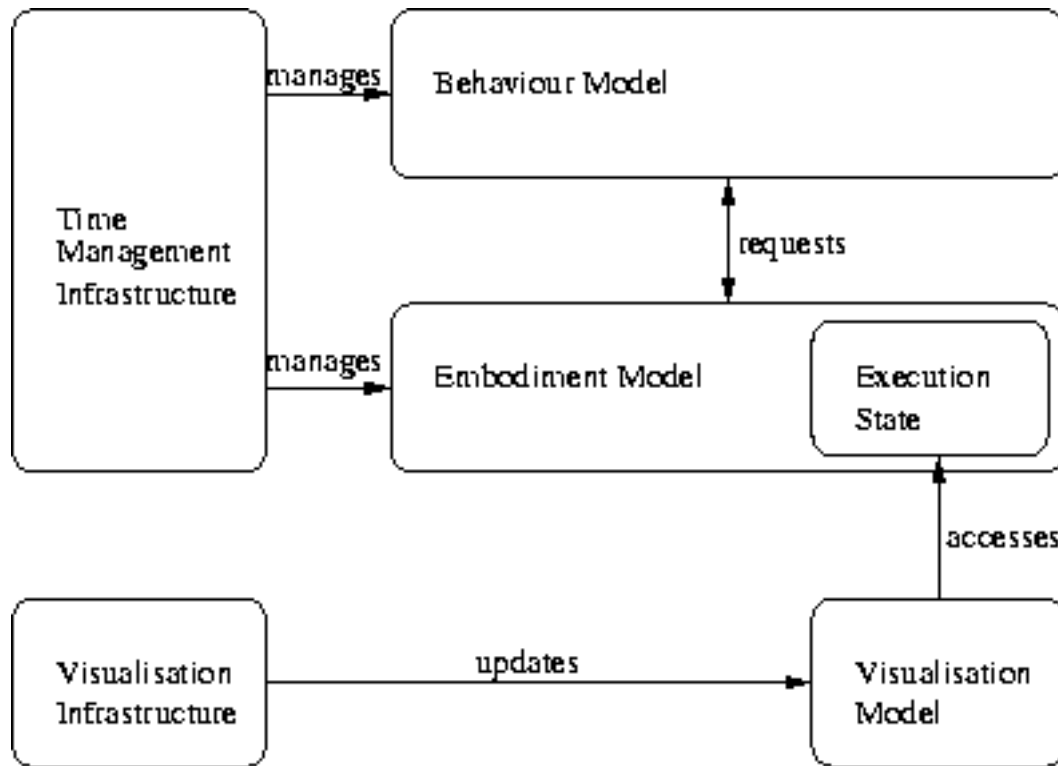 manages
Behaviour Model
Time
Management
Infrastructure
requests
manages
Embodiment Model
Execution
State
accesses
Visualisation
Infrastructure
updates
Visualisation
Model